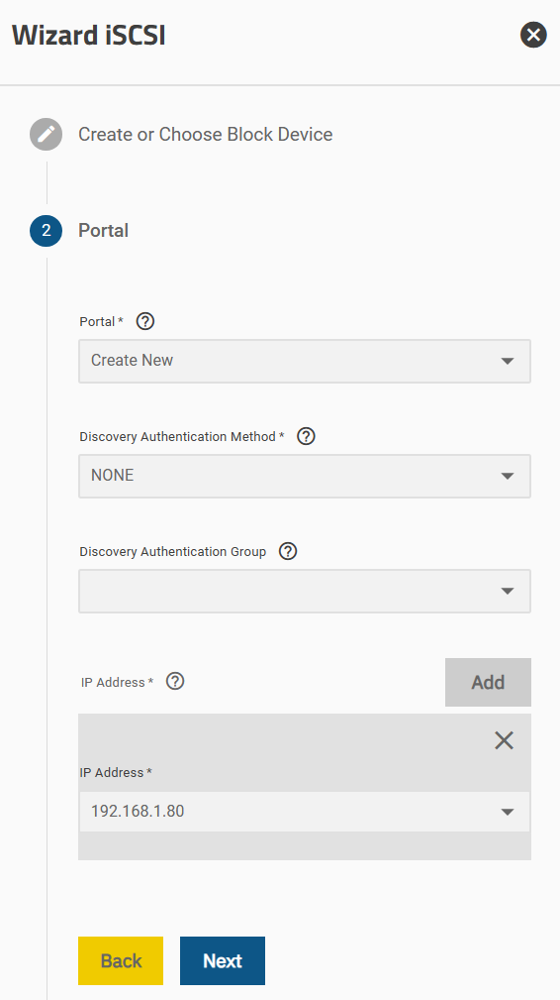 Wizard iSCSI
Create or Choose Block Device
2 Portal
Portal *
Create New
Discovery Authentication Method *
NONE
Discovery Authentication Group
IP Address * Add
IP Address *
192.168.1.80
Back Next